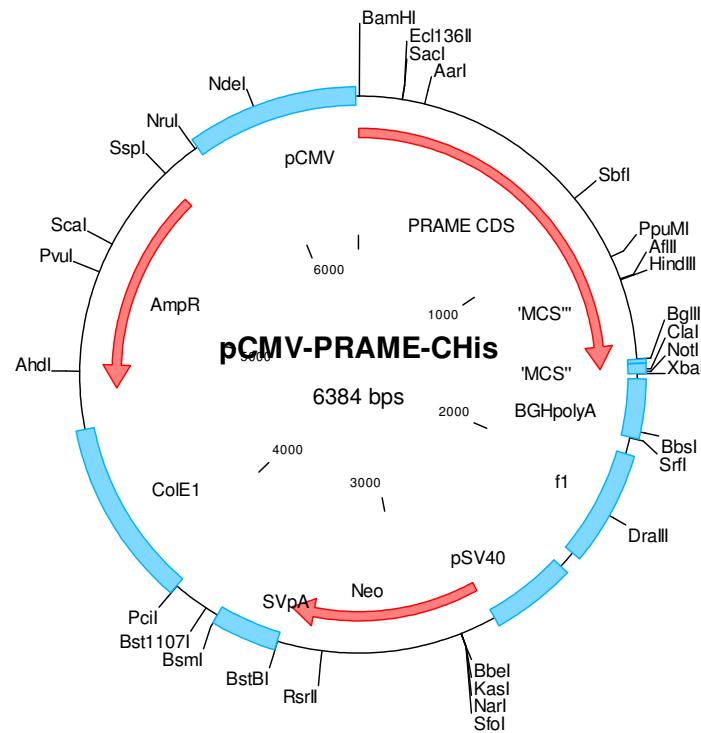 BamHI
Ecl136II
SacI
AarI
NdeI
NruI
SspI
pCMV
SbfI
ScaI
PvuI
PRAME CDS
PpuMI
AflII
HindIII
6000
AmpR
1000
'MCS'''
BglII
ClaI
NotI
XbaI
pCMV-PRAME-CHis
5000
AhdI
'MCS''
6384 bps
BGHpolyA
2000
BbsI
SrfI
4000
ColE1
3000
f1
DraIII
pSV40
Neo
SVpA
PciI
Bst1107I
BsmI
BstBI
RsrII
BbeI
KasI
NarI
SfoI